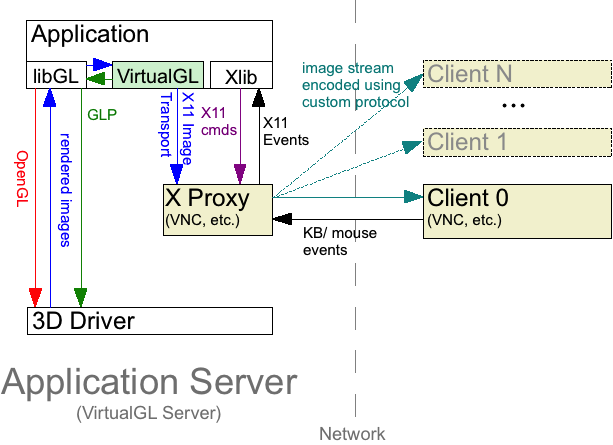 Application
libGL
VirtualGL
Xlib
GLP
X11 Image
Transport
X11
cmds
X11
Events
OpenGL
rendered images
image stream
encoded using
custom protocol
Client N
...
Client 1
X Proxy
(VNC, etc.)
Client 0
(VNC, etc.)
KB/ mouse
events
3D Driver
Application Server
(VirtualGL Server)
Network